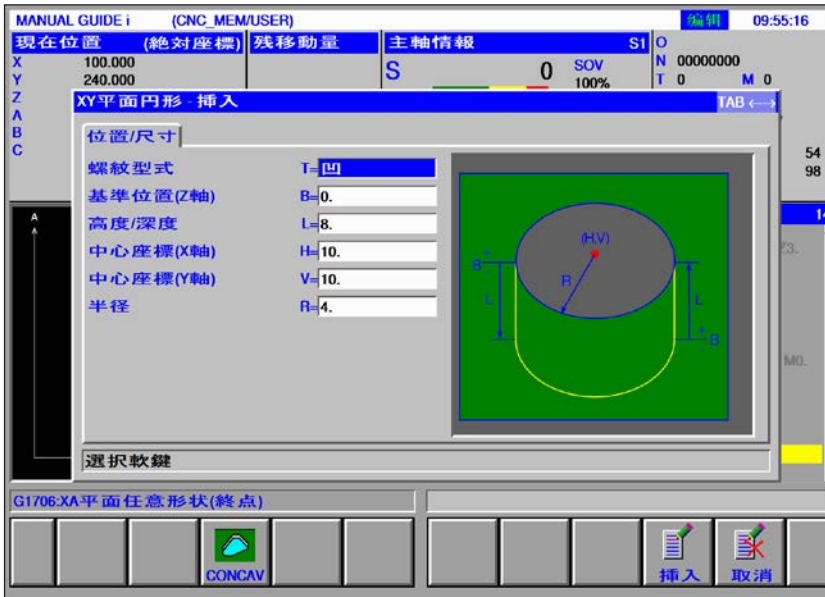 MANUAL GUIDE i (CNC_MEM/USER) 编辑 09:55:16
現在位置 (絶対座標) 残移動量 主軸情報 S1 O
X 100.000 S 0 SOV N 00000000
Y 240.000 100% T 0 M 0
Z
A
B
C
54
98
XY平面円形 - 挿入 TAB ←→
位置/尺寸
螺紋型式 T=凹
基準位置(Z軸) B=0.
高度/深度 L=8.
中心座標(X軸) H=10.
中心座標(Y軸) V=10.
半径 R=4.
(H,V)
+
B
R
L
L
+
B
-
A
1
Z3.
M0.
選択軟鍵
G1706:XA平面任意形状(終点)
CONCAV 挿入 取消